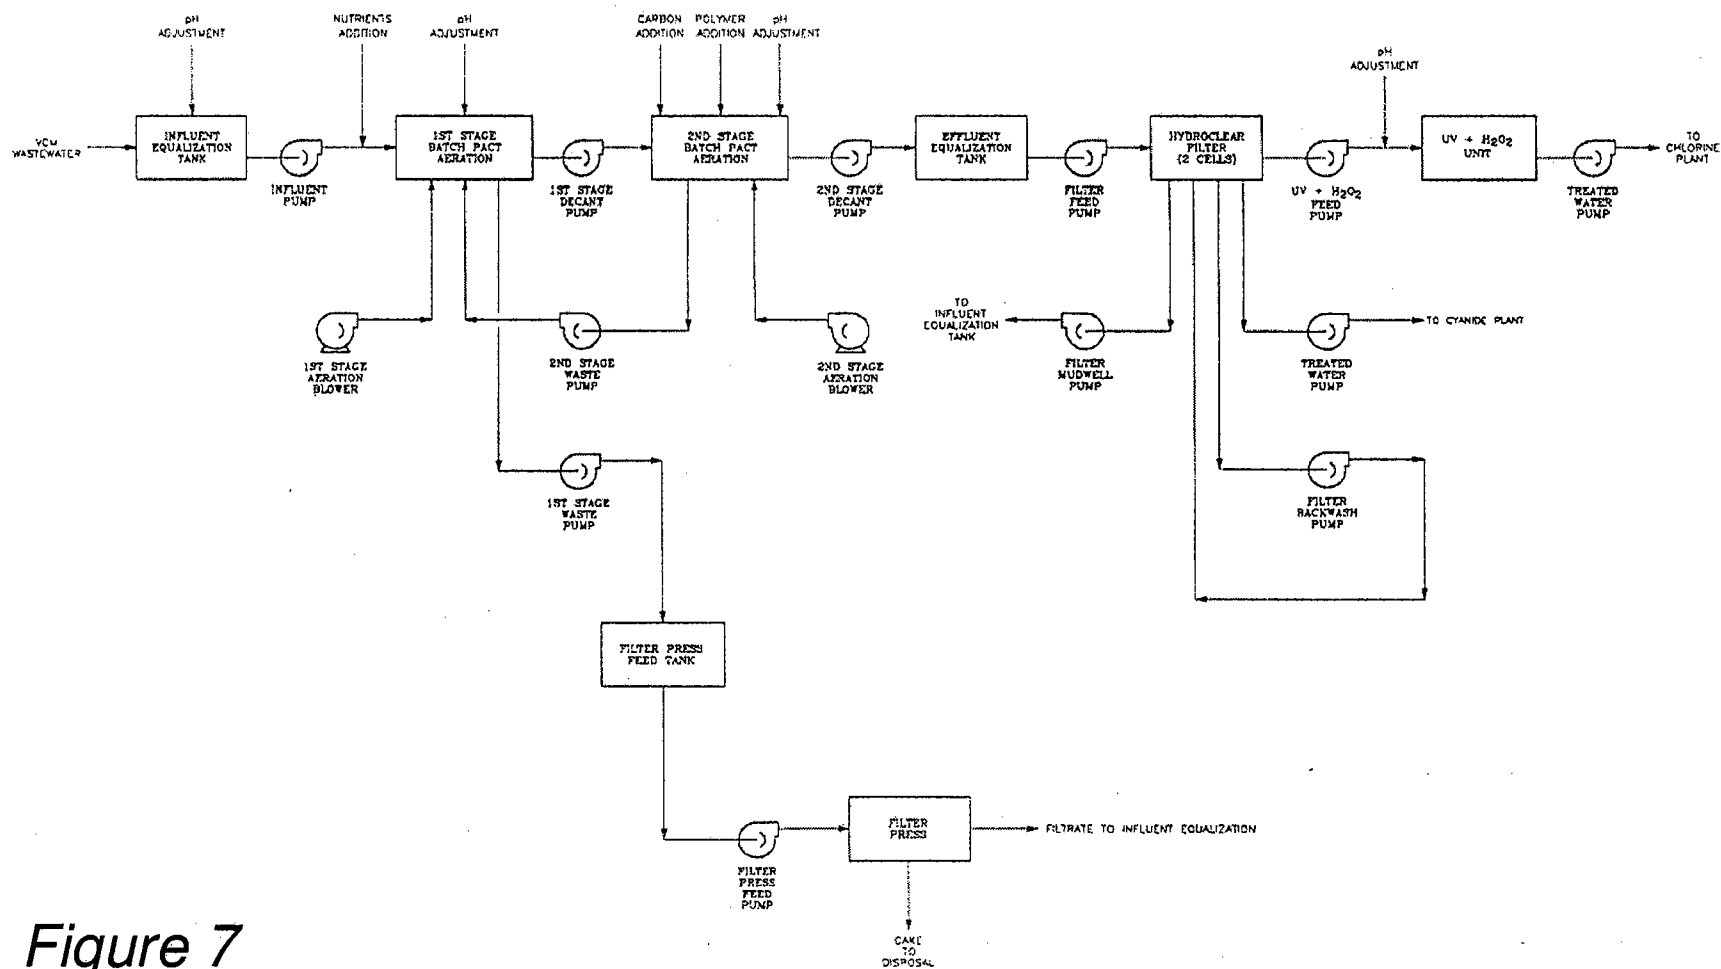 pH
ADJUSTMENT
NUTRIENTS
ADDITION
pH
ADJUSTMENT
CARBON
ADDITION
POLYMER
ADDITION
pH
ADJUSTMENT
pH
ADJUSTMENT
VCM
WASTEWATER
INFLUENT
EQUALIZATION
TANK
INFLUENT
PUMP
1ST STAGE
BATCH PACT
AERATION
1ST STAGE
DECANT
PUMP
2ND STAGE
BATCH PACT
AERATION
2ND STAGE
DECANT
PUMP
EFFLUENT
EQUALIZATION
TANK
FILTER
FEED
PUMP
HYDROCLEAR
FILTER
(2 CELLS)
UV + H2O2
FEED
PUMP
UV + H2O2
UNIT
TREATED
WATER
PUMP
TO
CHLORINE
PLANT
1ST STAGE
AERATION
BLOWER
2ND STAGE
WASTE
PUMP
2ND STAGE
AERATION
BLOWER
TO
INFLUENT
EQUALIZATION
TANK
FILTER
MUDWELL
PUMP
TREATED
WATER
PUMP
TO CYANIDE PLANT
1ST STAGE
WASTE
PUMP
FILTER
BACKWASH
PUMP
FILTER PRESS
FEED TANK
FILTER
PRESS
FEED
PUMP
FILTER
PRESS
FILTRATE TO INFLUENT EQUALIZATION
CAKE
TO
DISPOSAL
Figure 7